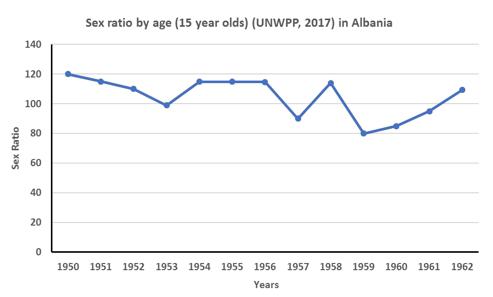 Sex ratio by age (15 year olds) (UNWPP, 2017) in Albania
140
120
100
80
60
40
20
0
Sex Ratio
1950 1951 1952 1953 1954 1955 1956 1957 1958 1959 1960 1961 1962
Years